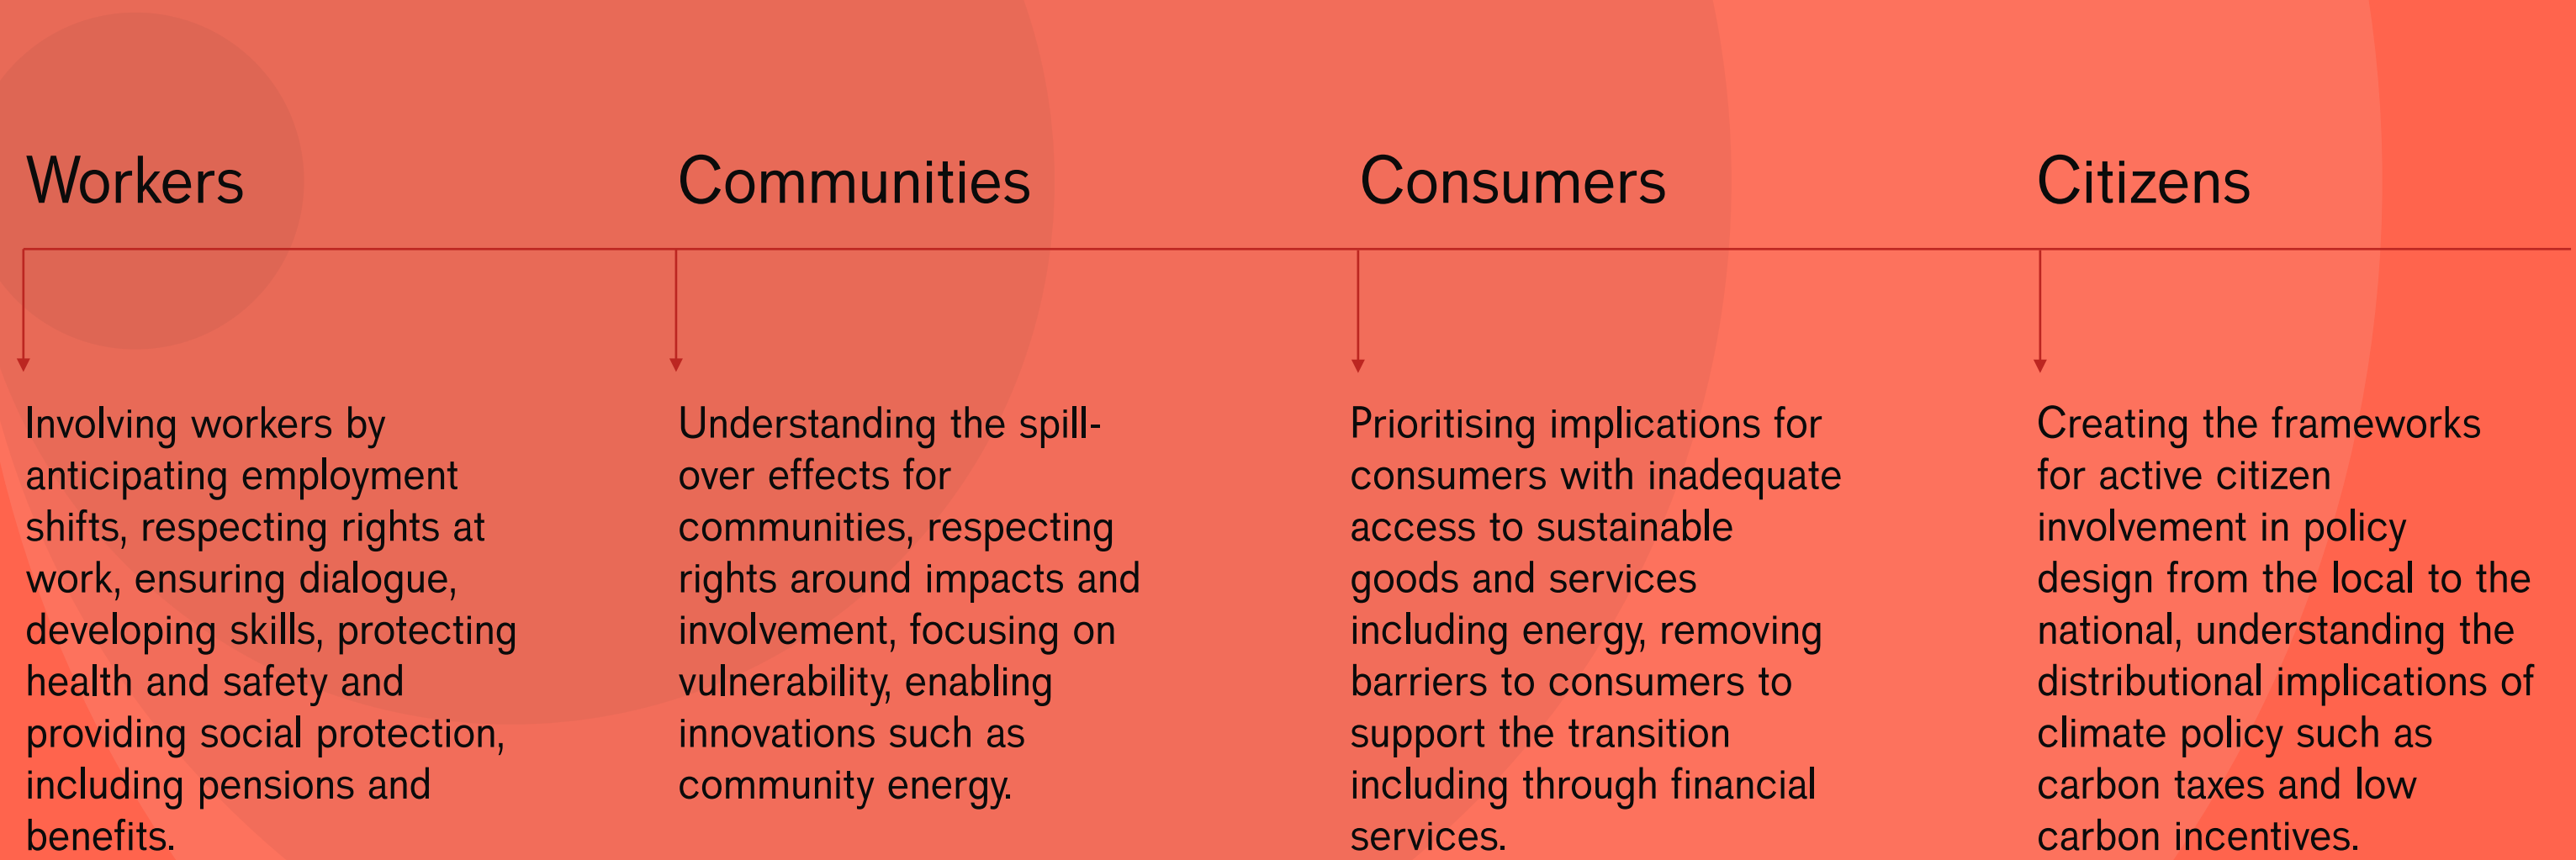 Workers
Involving workers by
anticipating employment
shifts, respecting rights at
work, ensuring dialogue,
developing skills, protecting
health and safety and
providing social protection,
including pensions and
benefits.
Communities
Understanding the spill-
over effects for
communities, respecting
rights around impacts and
involvement, focusing on
vulnerability, enabling
innovations such as
community energy.
Consumers
Prioritising implications for
consumers with inadequate
access to sustainable
goods and services
including energy, removing
barriers to consumers to
support the transition
including through financial
services.
Citizens
Creating the frameworks
for active citizen
involvement in policy
design from the local to the
national, understanding the
distributional implications of
climate policy such as
carbon taxes and low
carbon incentives.